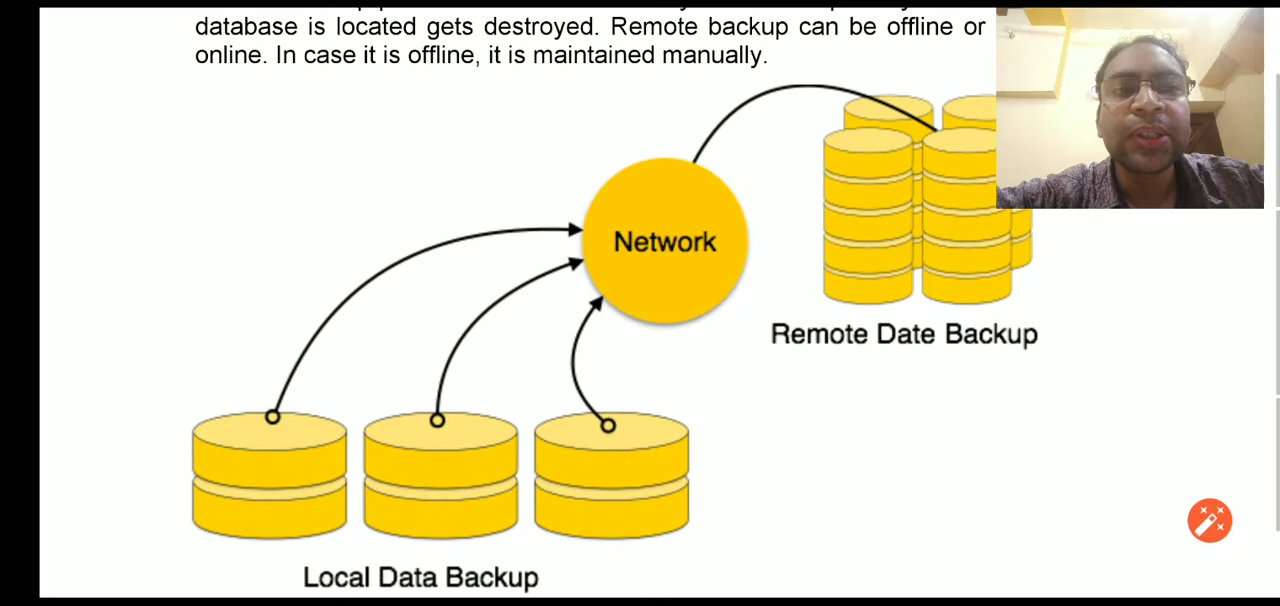 database is located gets destroyed. Remote backup can be offline or
online. In case it is offline, it is maintained manually.
Network
Remote Date Backup
Local Data Backup